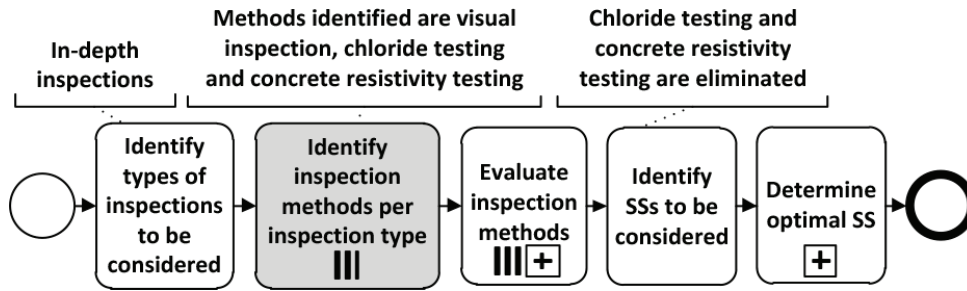 In-depth
inspections
Methods identified are visual
inspection, chloride testing
and concrete resistivity testing
Chloride testing and
concrete resistivity
testing are eliminated
Identify
types of
inspections
to be
considered
Identify
inspection
methods per
inspection type
Evaluate
inspection
methods
Identify
SSs to be
considered
Determine
optimal SS